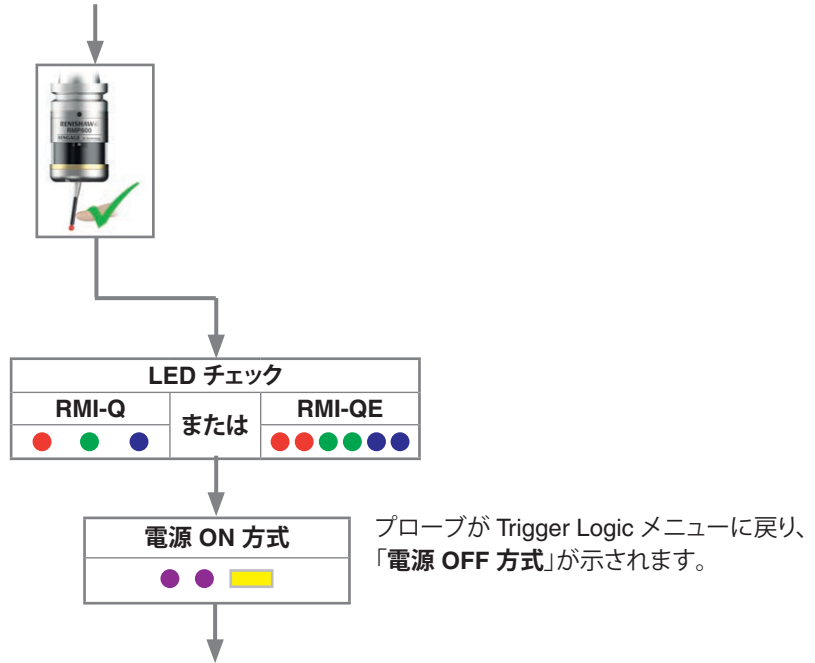 RENISHAW
RMP600
LED チェック
RMI-Q
または
RMI-QE
電源 ON 方式
プローブが Trigger Logic メニューに戻り、
「電源 OFF 方式」が示されます。